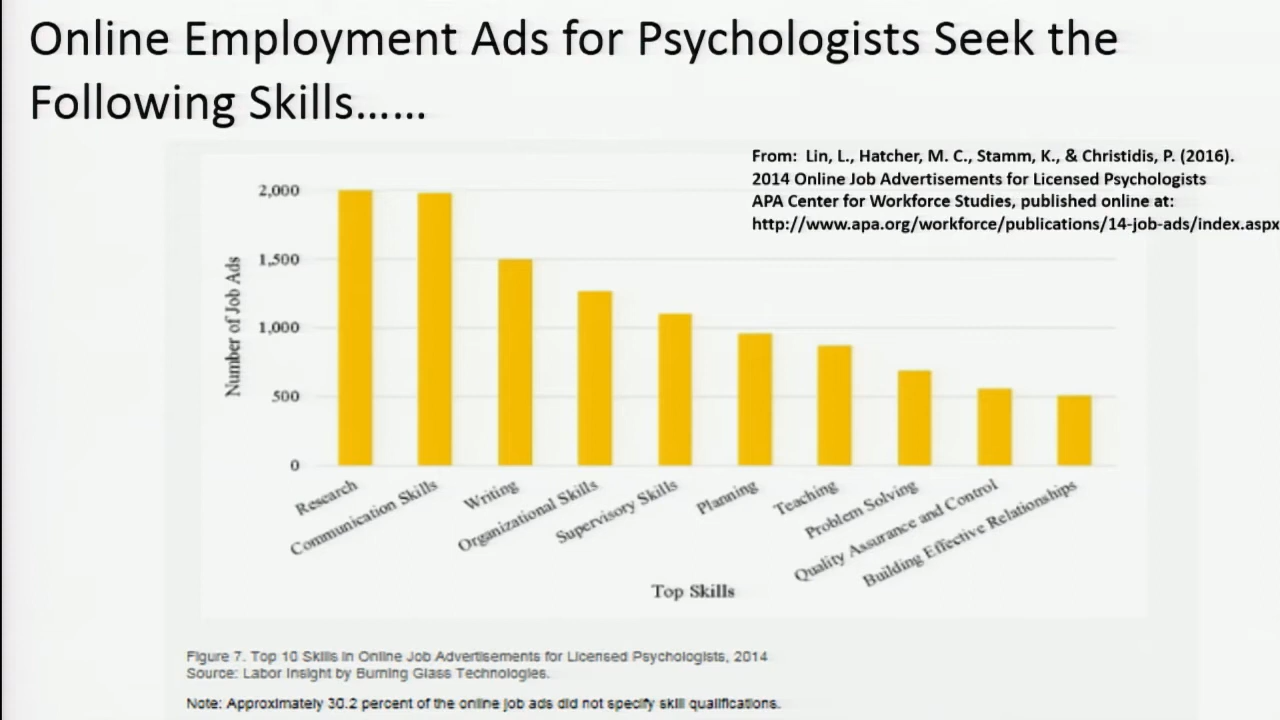 Online Employment Ads for Psychologists Seek the
Following Skills……
From: Lin, L., Hatcher, M. C., Stamm, K., & Christidis, P. (2016).
2014 Online Job Advertisements for Licensed Psychologists
APA Center for Workforce Studies, published online at:
http://www.apa.org/workforce/publications/14-job-ads/index.aspx
Number of Job Ads
2,000
1,500
1,000
500
0
Research
Communication Skills
Writing
Organizational Skills
Supervisory Skills
Planning
Teaching
Problem Solving
Quality Assurance and Control
Building Effective Relationships
Top Skills
Figure 7. Top 10 Skills in Online Job Advertisements for Licensed Psychologists, 2014
Source: Labor Insight by Burning Glass Technologies.
Note: Approximately 30.2 percent of the online job ads did not specify skill qualifications.